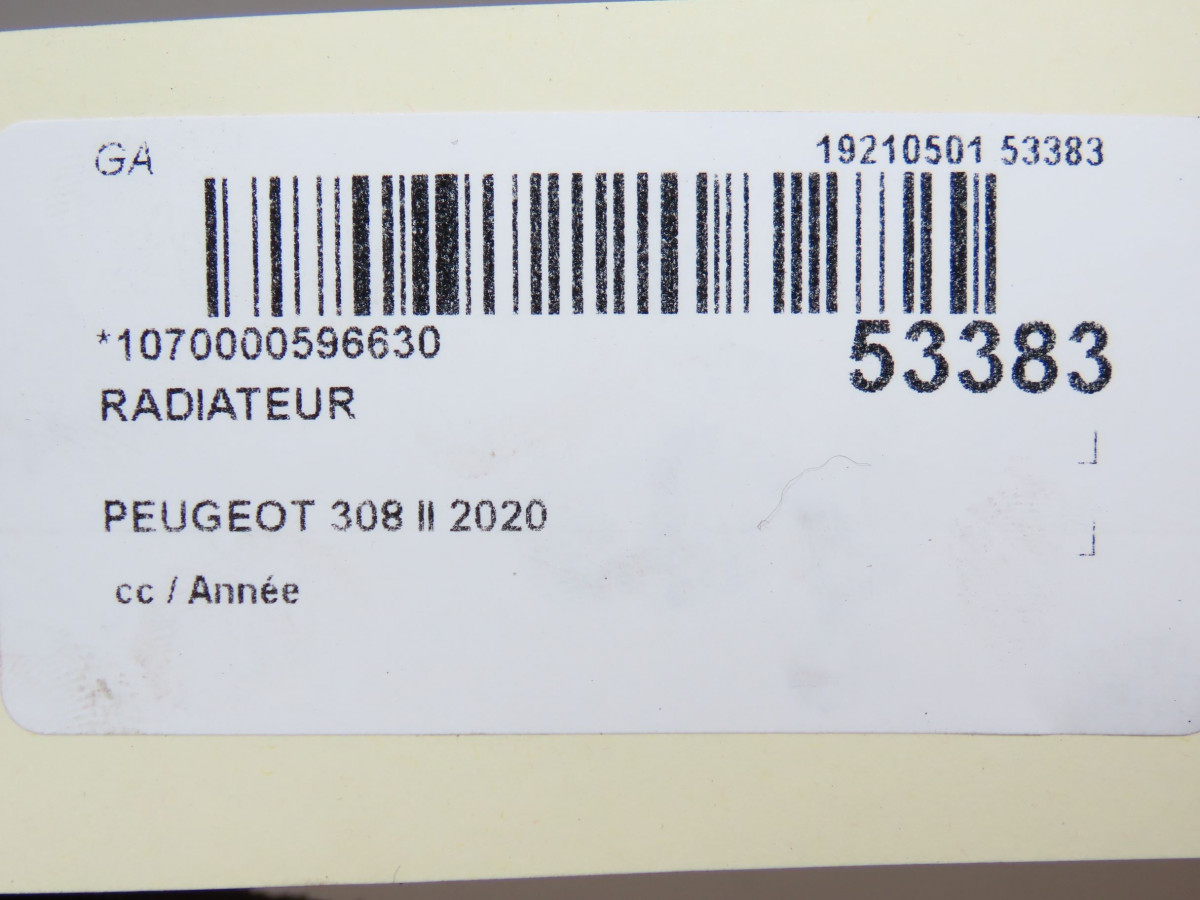 GA
19210501 53383
*1070000596630
53383
RADIATEUR
PEUGEOT 308 II 2020
cc / Année